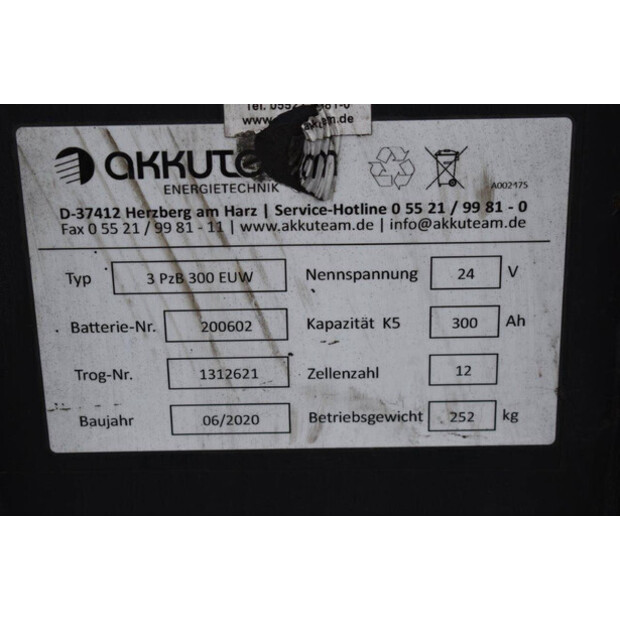 www.
akkuteam
ENERGIETECHNIK
A002475
D-37412 Herzberg am Harz | Service-Hotline 0 55 21 / 99 81 - 0
Fax 0 55 21 / 99 81 - 11 | www.akkuteam.de | info@akkuteam.de
Typ 3 PzB 300 EUW Nennspannung 24 V
Batterie-Nr. 200602 Kapazität K5 300 Ah
Trog-Nr. 1312621 Zellenzahl 12
Baujahr 06/2020 Betriebsgewicht 252 kg